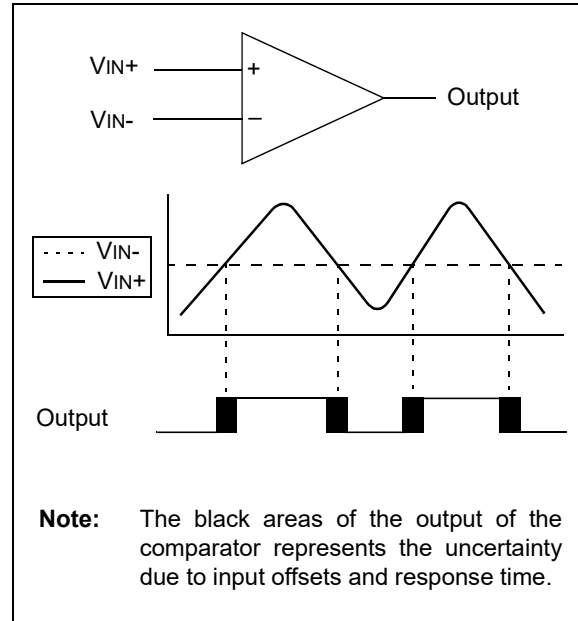 VIN+
+
Output
VIN-
−
VIN-
VIN+
Output
Note: The black areas of the output of the
comparator represents the uncertainty
due to input offsets and response time.